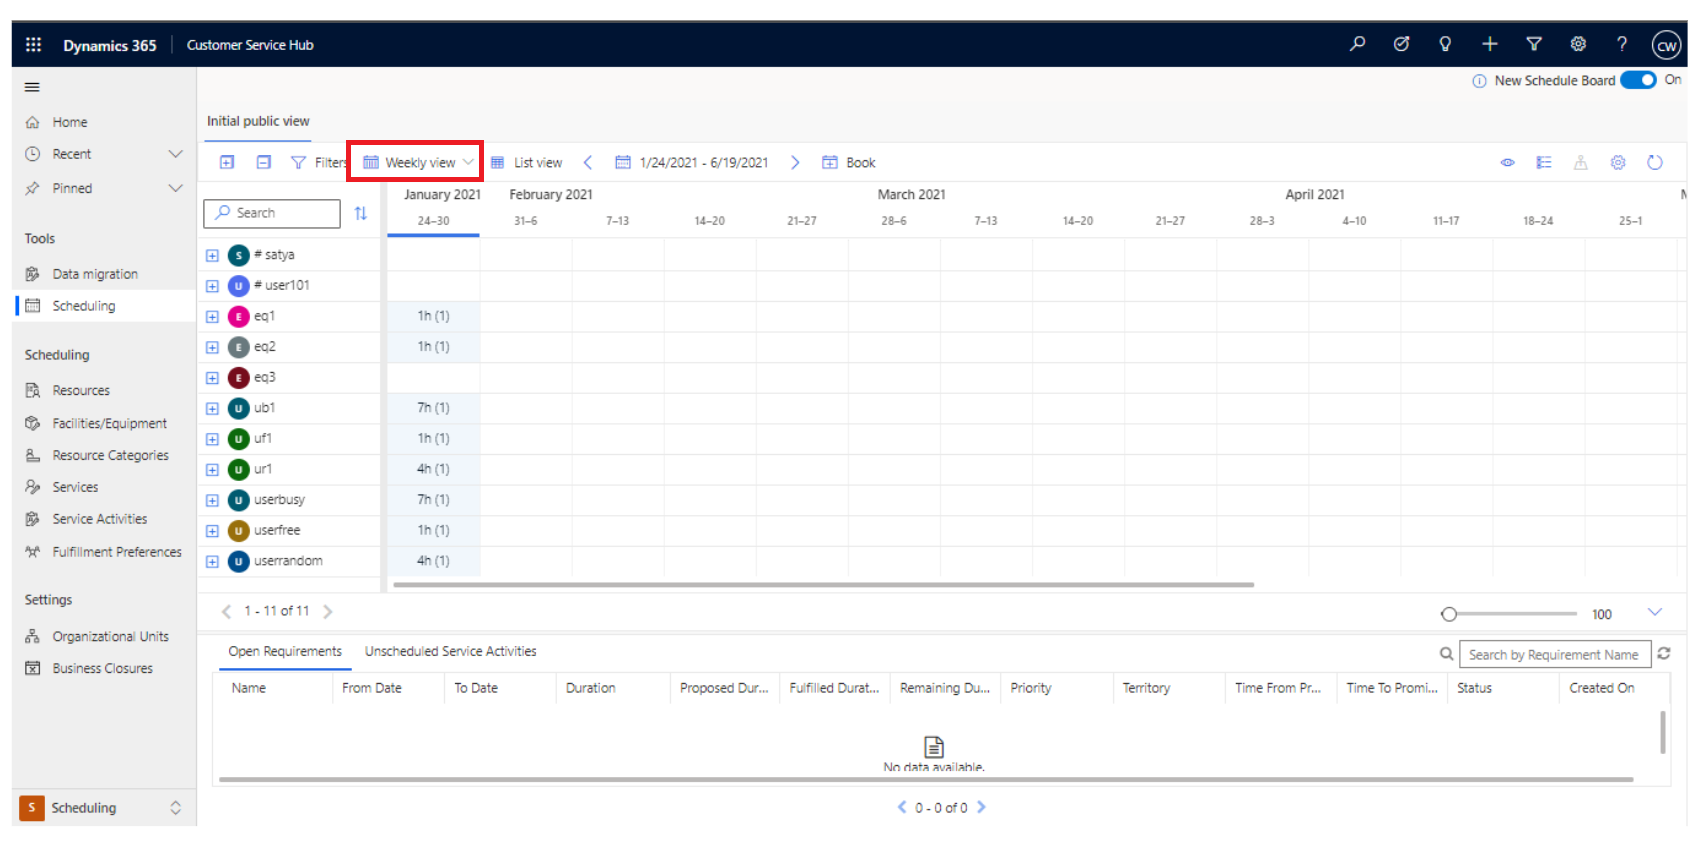 Dynamics 365 Customer Service Hub CW
New Schedule Board On
Home
Recent
Pinned
Tools
Data migration
Scheduling
Scheduling
Resources
Facilities/Equipment
Resource Categories
Services
Service Activities
Fulfillment Preferences
Settings
Organizational Units
Business Closures
S Scheduling
Initial public view
Filters Weekly view List view 1/24/2021 - 6/19/2021 Book
Search
January 2021 February 2021 March 2021 April 2021
24–30 31–6 7–13 14–20 21–27 28–6 7–13 14–20 21–27 28–3 4–10 11–17 18–24 25–1
S # satya
U # user101
E eq1 1h (1)
E eq2 1h (1)
E eq3
U ub1 7h (1)
U uf1 1h (1)
U ur1 4h (1)
U userbusy 7h (1)
U userfree 1h (1)
U userrandom 4h (1)
1 - 11 of 11 100
Open Requirements Unscheduled Service Activities Search by Requirement Name
Name From Date To Date Duration Proposed Dur... Fulfilled Durat... Remaining Du... Priority Territory Time From Pr... Time To Promi... Status Created On
No data available.
0 - 0 of 0